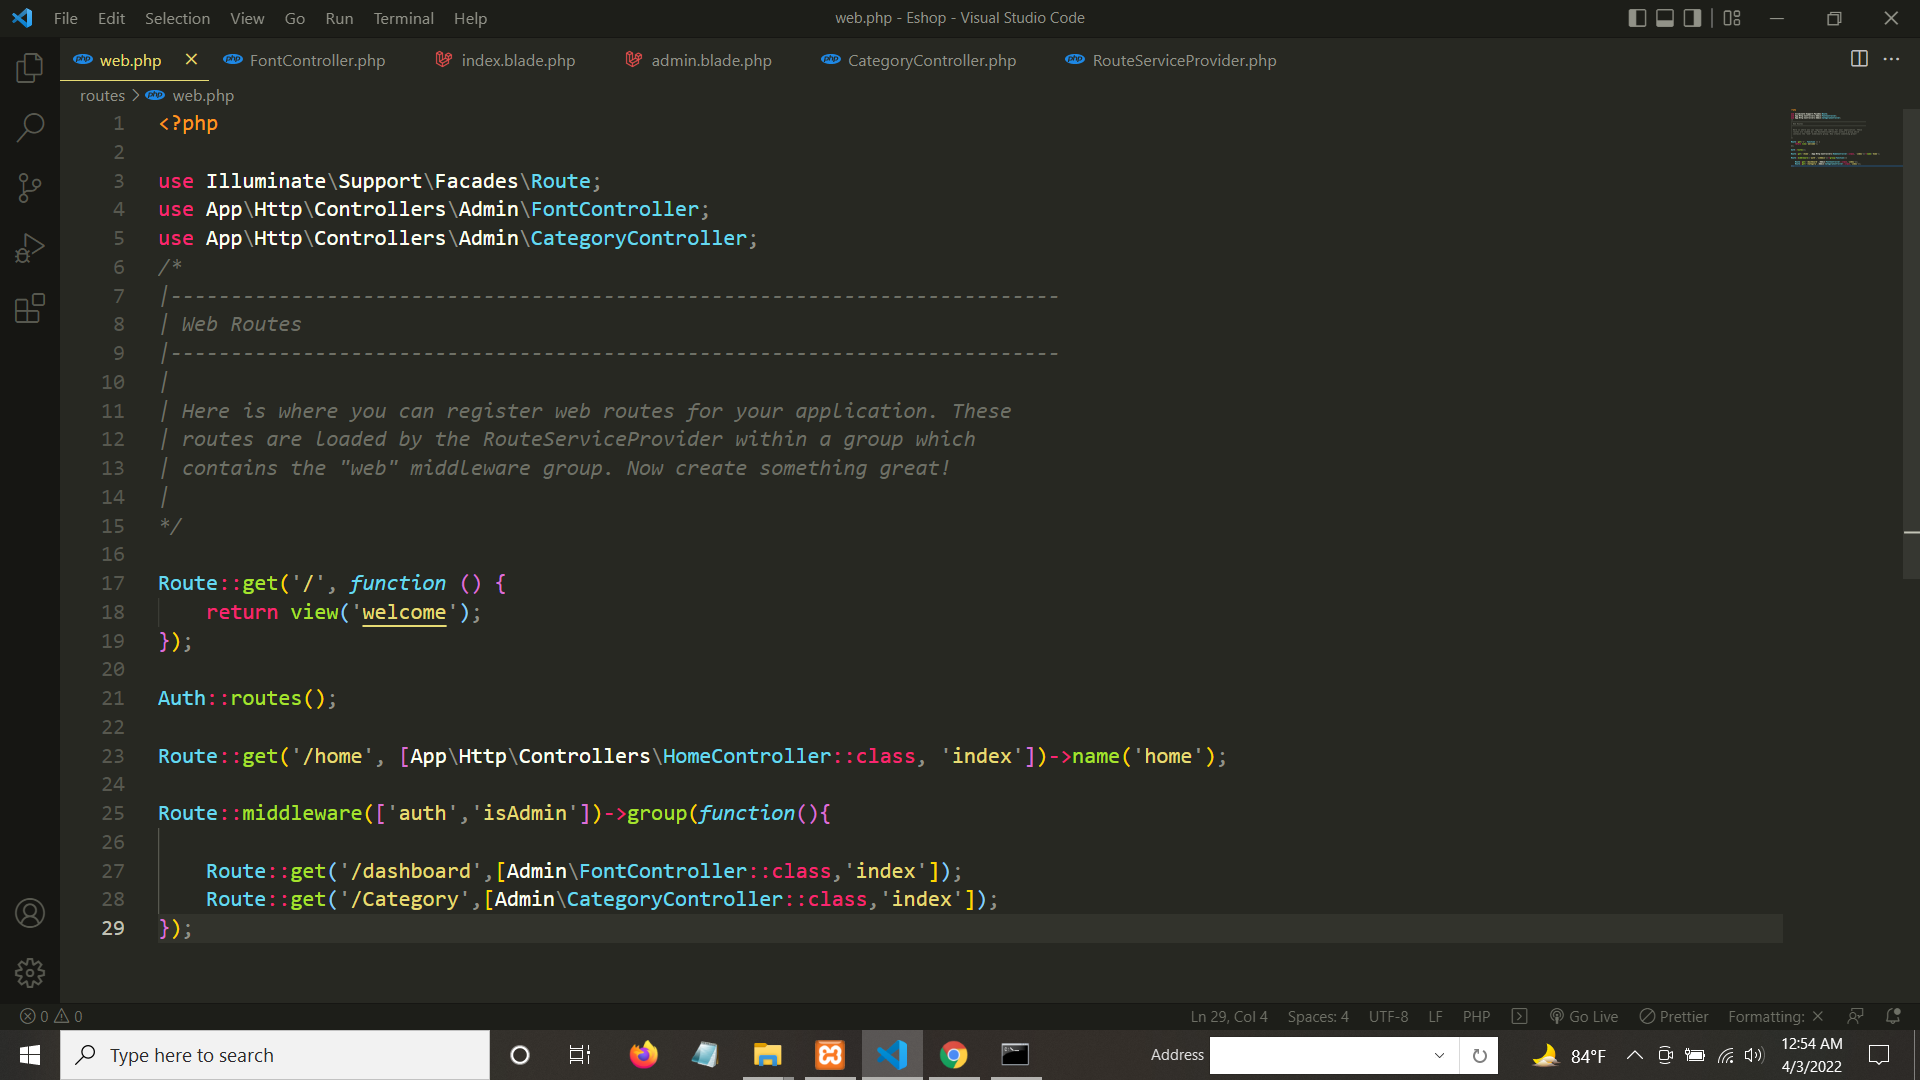 File Edit Selection View Go Run Terminal Help web.php - Eshop - Visual Studio Code
web.php FontController.php index.blade.php admin.blade.php CategoryController.php RouteServiceProvider.php
routes > web.php
1 <?php
2
3 use Illuminate\Support\Facades\Route;
4 use App\Http\Controllers\Admin\FontController;
5 use App\Http\Controllers\Admin\CategoryController;
6 /*
7 |--------------------------------------------------------------------------
8 | Web Routes
9 |--------------------------------------------------------------------------
10 |
11 | Here is where you can register web routes for your application. These
12 | routes are loaded by the RouteServiceProvider within a group which
13 | contains the "web" middleware group. Now create something great!
14 |
15 */
16
17 Route::get('/', function () {
18     return view('welcome');
19 });
20
21 Auth::routes();
22
23 Route::get('/home', [App\Http\Controllers\HomeController::class, 'index'])->name('home');
24
25 Route::middleware(['auth','isAdmin'])->group(function(){
26
27     Route::get('/dashboard',[Admin\FontController::class,'index']);
28     Route::get('/Category',[Admin\CategoryController::class,'index']);
29 });
0 0 Ln 29, Col 4 Spaces: 4 UTF-8 LF PHP Go Live Prettier Formatting: ×
Type here to search Address 84°F 12:54 AM
4/3/2022